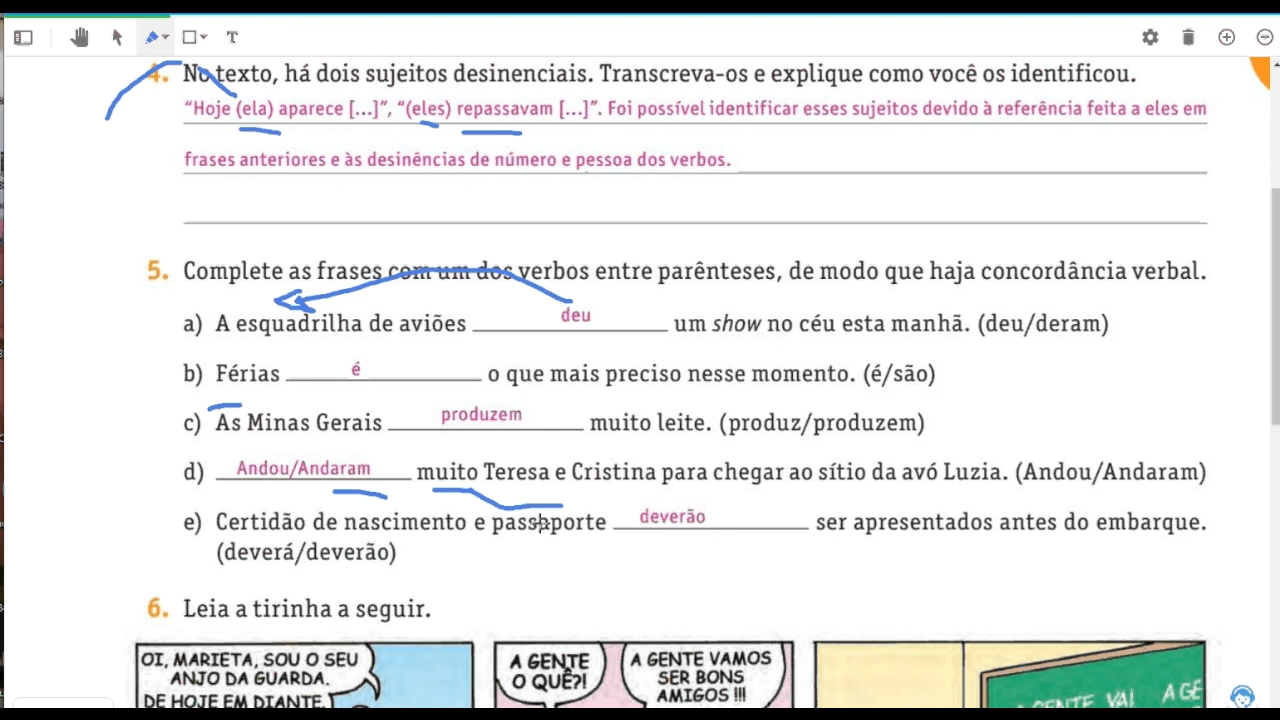 T
4. No texto, há dois sujeitos desinenciais. Transcreva-os e explique como você os identificou.
“Hoje (ela) aparece [...]”, “(eles) repassavam [...]”. Foi possível identificar esses sujeitos devido à referência feita a eles em
frases anteriores e às desinências de número e pessoa dos verbos.
5. Complete as frases com um dos verbos entre parênteses, de modo que haja concordância verbal.
a) A esquadrilha de aviões deu um show no céu esta manhã. (deu/deram)
b) Férias é o que mais preciso nesse momento. (é/são)
c) As Minas Gerais produzem muito leite. (produz/produzem)
d) Andou/Andaram muito Teresa e Cristina para chegar ao sítio da avó Luzia. (Andou/Andaram)
e) Certidão de nascimento e passaporte deverão ser apresentados antes do embarque.
(deverá/deverão)
6. Leia a tirinha a seguir.
OI, MARIETA, SOU O SEU
ANJO DA GUARDA.
DE HOJE EM DIANTE,
A GENTE
O QUÊ?!
A GENTE VAMOS
SER BONS
AMIGOS !!!
A GENTE VAI A GE